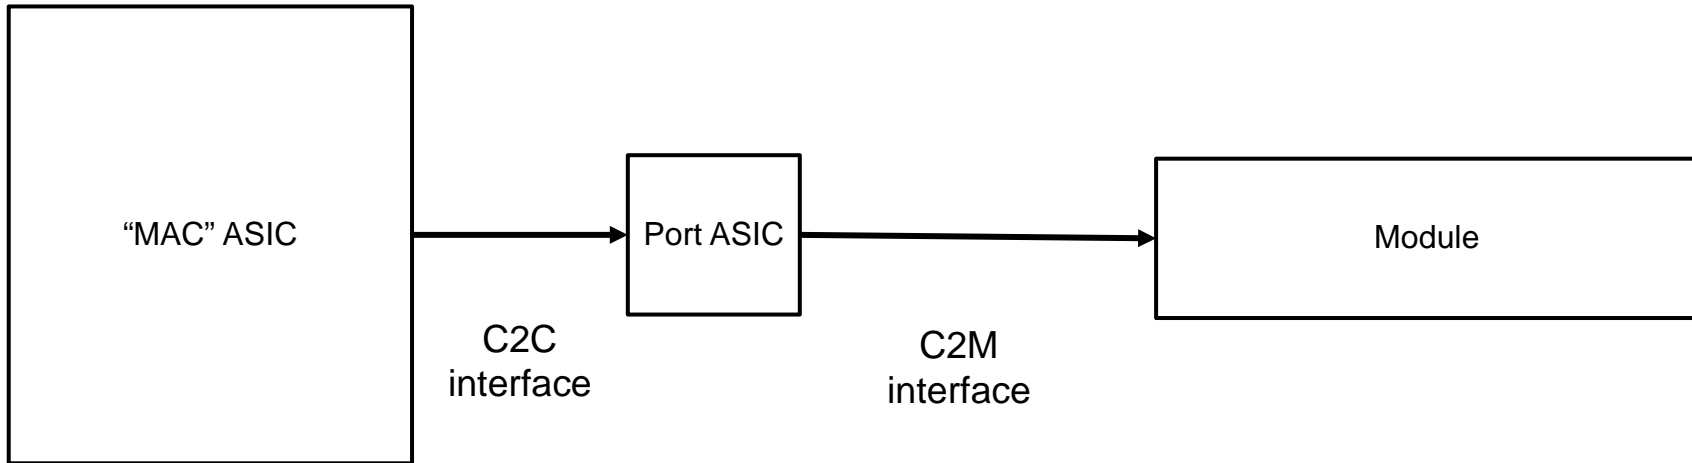 “MAC” ASIC
Port ASIC
Module
C2C
interface
C2M
interface